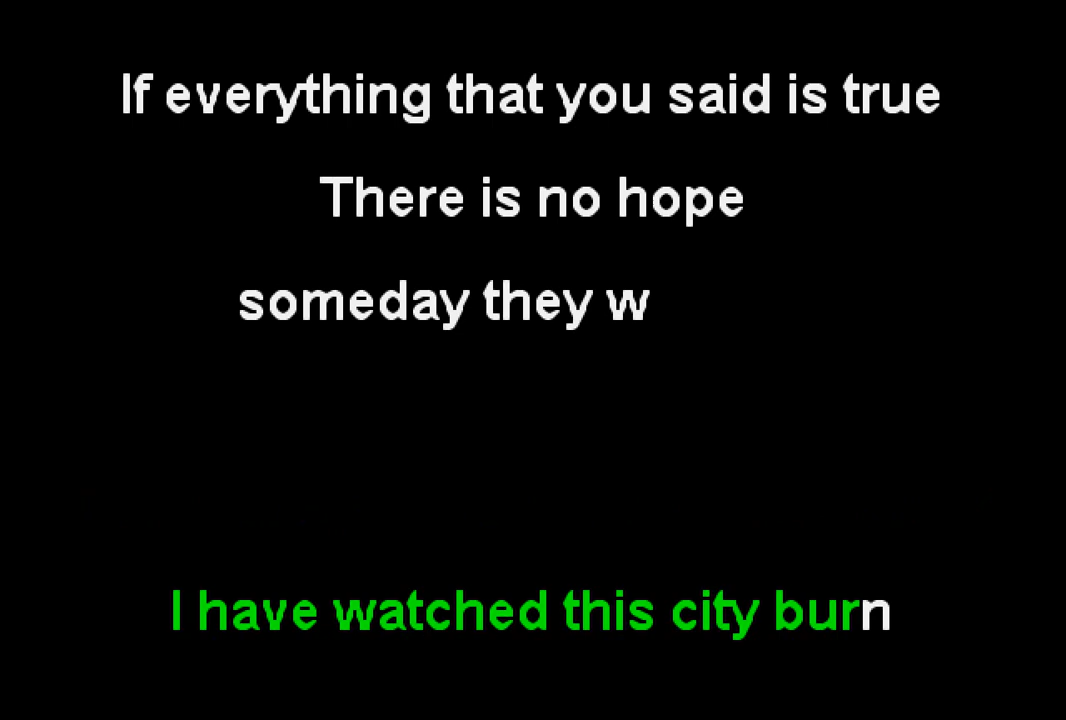 If everything that you said is true
There is no hope
someday they w
I have watched this city burn